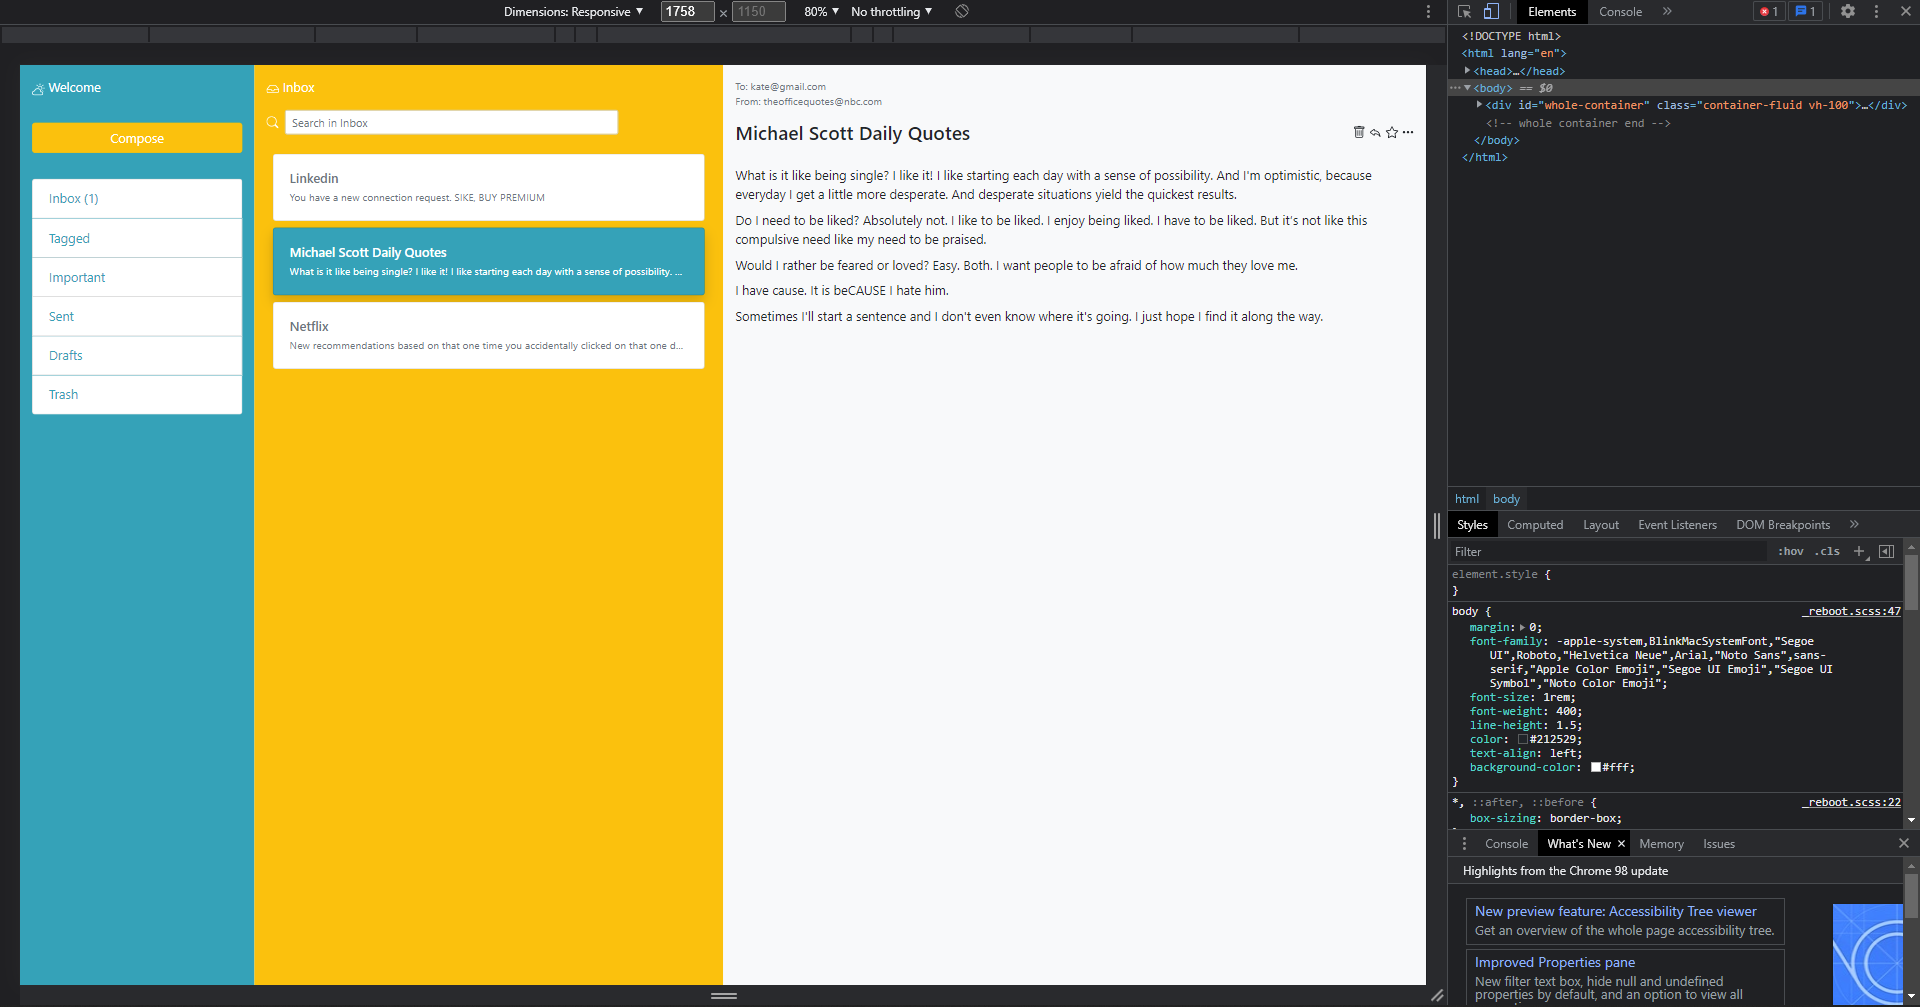 Dimensions: Responsive ▼ 1758 × 1150 80% ▼ No throttling ▼
Welcome
Compose
Inbox (1)
Tagged
Important
Sent
Drafts
Trash
Inbox
Search in Inbox
Linkedin
You have a new connection request. SIKE, BUY PREMIUM
Michael Scott Daily Quotes
What is it like being single? I like it! I like starting each day with a sense of possibility. ...
Netflix
New recommendations based on that one time you accidentally clicked on that one d...
To: kate@gmail.com
From: theofficequotes@nbc.com
Michael Scott Daily Quotes
What is it like being single? I like it! I like starting each day with a sense of possibility. And I'm optimistic, because
everyday I get a little more desperate. And desperate situations yield the quickest results.
Do I need to be liked? Absolutely not. I like to be liked. I enjoy being liked. I have to be liked. But it's not like this
compulsive need like my need to be praised.
Would I rather be feared or loved? Easy. Both. I want people to be afraid of how much they love me.
I have cause. It is beCAUSE I hate him.
Sometimes I'll start a sentence and I don't even know where it's going. I just hope I find it along the way.
Elements Console » 1 1
<!DOCTYPE html>
<html lang="en">
<head>…</head>
<body> == $0
<div id="whole-container" class="container-fluid vh-100">…</div>
<!-- whole container end -->
</body>
</html>
html body
Styles Computed Layout Event Listeners DOM Breakpoints »
Filter :hov .cls +
element.style {
}
body { _reboot.scss:47
margin: 0;
font-family: -apple-system,BlinkMacSystemFont,"Segoe
UI",Roboto,"Helvetica Neue",Arial,"Noto Sans",sans-
serif,"Apple Color Emoji","Segoe UI Emoji","Segoe UI
Symbol","Noto Color Emoji";
font-size: 1rem;
font-weight: 400;
line-height: 1.5;
color: #212529;
text-align: left;
background-color: #fff;
}
*, ::after, ::before { _reboot.scss:22
box-sizing: border-box;
Console What's New × Memory Issues
Highlights from the Chrome 98 update
New preview feature: Accessibility Tree viewer
Get an overview of the whole page accessibility tree.
Improved Properties pane
New filter text box, hide null and undefined
properties by default, and an option to view all